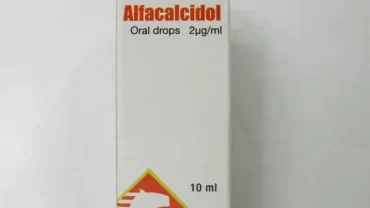 Alfacalcidol
Oral drops 2µg/ml
10 ml